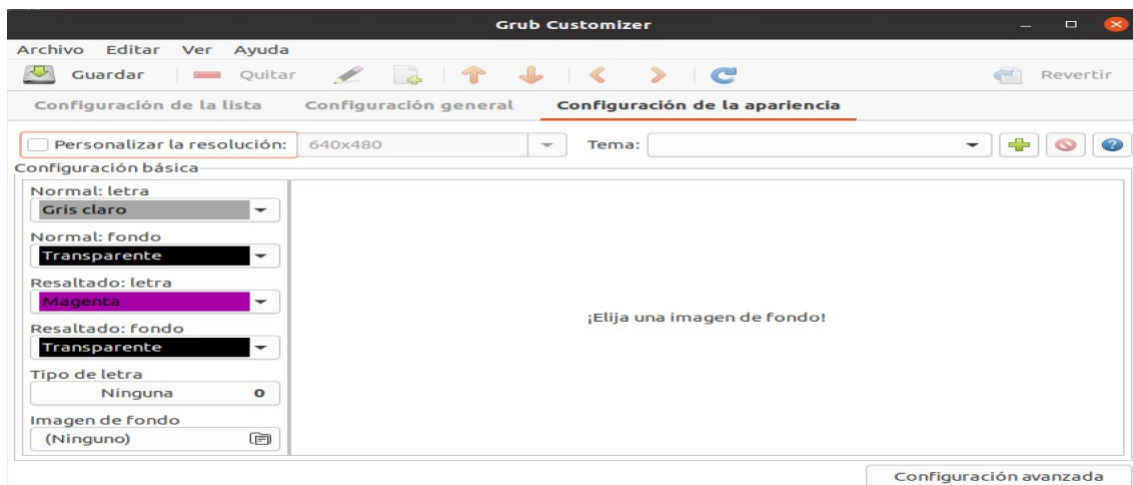 Grub Customizer
Archivo Editar Ver Ayuda
Guardar Quitar Revertir
Configuración de la lista Configuración general Configuración de la apariencia
Personalizar la resolución: 640x480 Tema:
Configuración básica
Normal: letra
Gris claro
Normal: fondo
Transparente
Resaltado: letra
Magenta
Resaltado: fondo
Transparente
Tipo de letra
Ninguna 0
Imagen de fondo
(Ninguno)
¡Elija una imagen de fondo!
Configuración avanzada